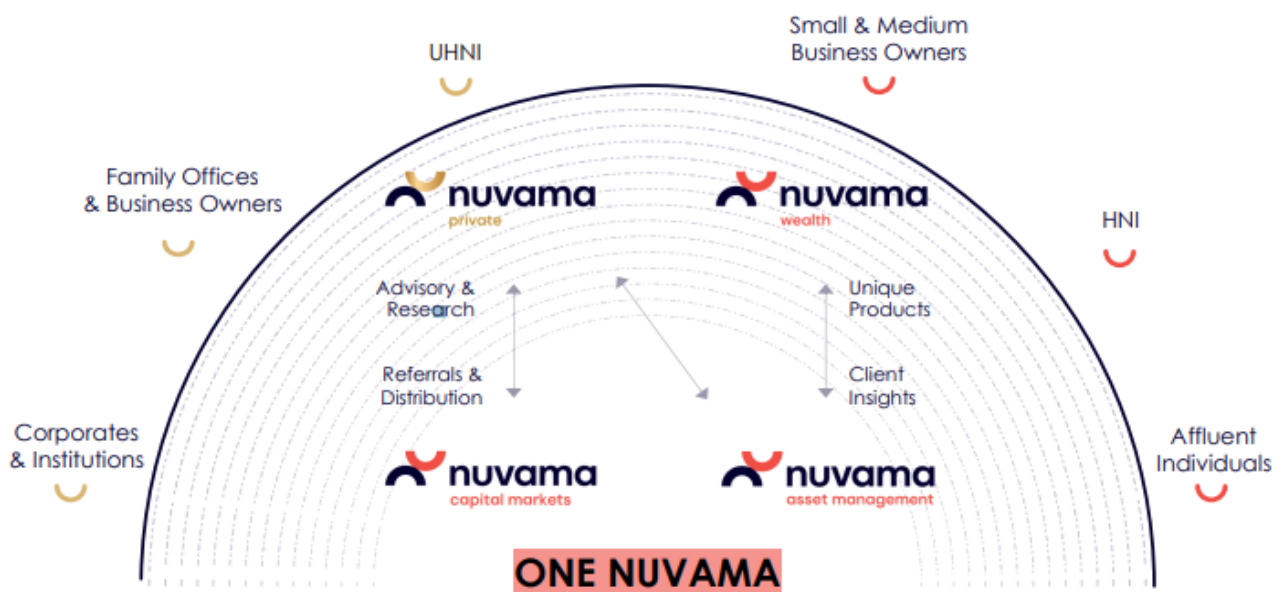 UHNI
Small & Medium
Business Owners
Family Offices
& Business Owners
nuvama
private
nuvama
wealth
HNI
Advisory &
Research
Unique
Products
Referrals &
Distribution
Client
Insights
Corporates
& Institutions
Affluent
Individuals
nuvama
capital markets
nuvama
asset management
ONE NUVAMA